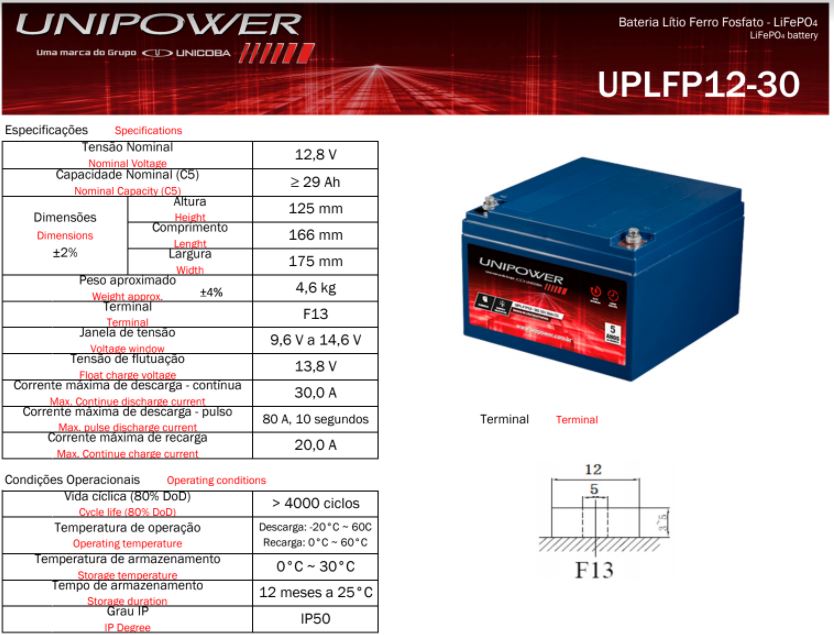 UNIPOWER
Uma marca do Grupo UNICOBA
Bateria Lítio Ferro Fosfato - LiFePO₄
LiFePO₄ battery
UPLFP12-30
Especificações Specifications
Tensão Nominal
Nominal Voltage
12,8 V
Capacidade Nominal (C5)
Nominal Capacity (C5)
≥ 29 Ah
Dimensões
Dimensions
±2%
Altura
Height
125 mm
Comprimento
Lenght
166 mm
Largura
Width
175 mm
Peso aproximado
Weight approx.
±4%
4,6 kg
Terminal
Terminal
F13
Janela de tensão
Voltage window
9,6 V a 14,6 V
Tensão de flutuação
Float charge voltage
13,8 V
Corrente máxima de descarga - contínua
Max. Continue discharge current
30,0 A
Corrente máxima de descarga - pulso
Max. pulse discharge current
80 A, 10 segundos
Corrente máxima de recarga
Max. Continue charge current
20,0 A
Condições Operacionais Operating conditions
Vida cíclica (80% DoD)
Cycle life (80% DoD)
> 4000 ciclos
Temperatura de operação
Operating temperature
Descarga: -20°C ~ 60C
Recarga: 0°C ~ 60°C
Temperatura de armazenamento
Storage temperature
0°C ~ 30°C
Tempo de armazenamento
Storage duration
12 meses a 25°C
Grau IP
IP Degree
IP50
UNIPOWER
5
ANOS
Terminal Terminal
12
5
3~5
F13